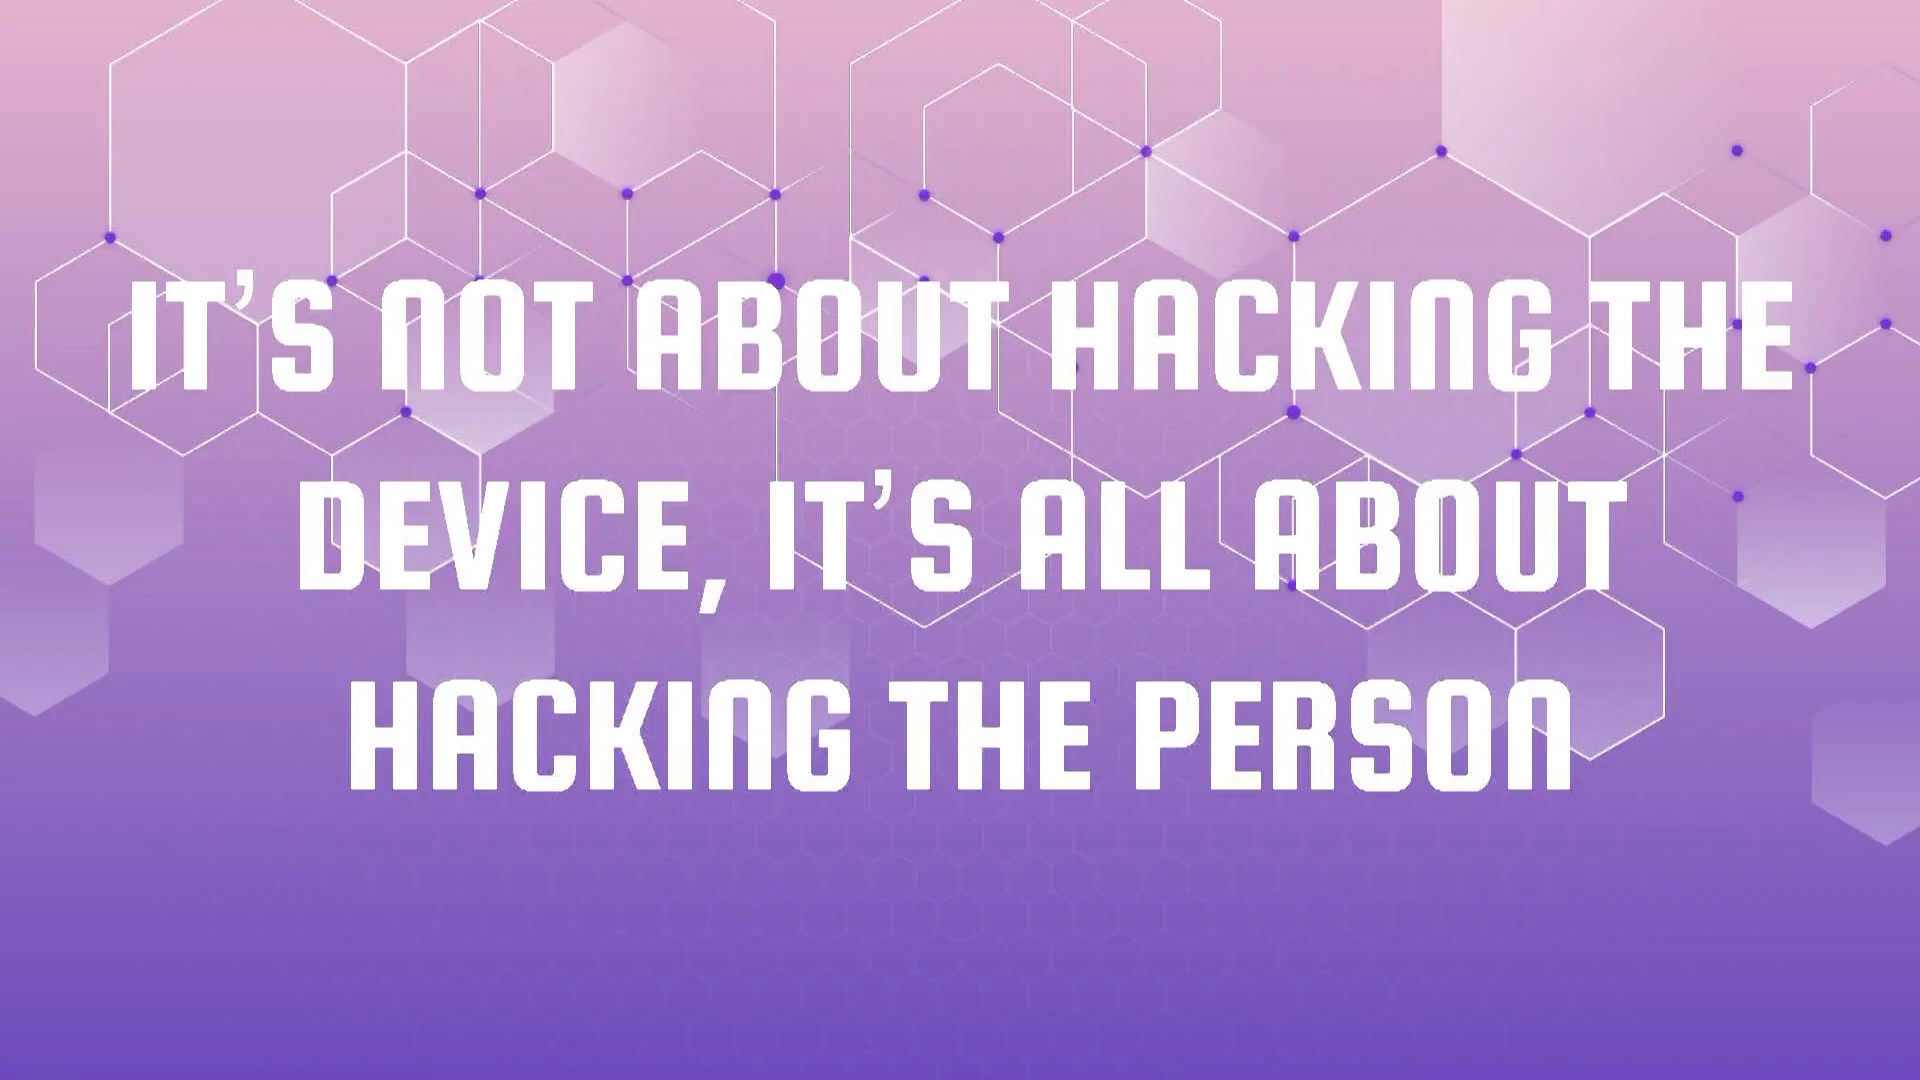 IT’S NOT ABOUT HACKING THE
DEVICE, IT’S ALL ABOUT
HACKING THE PERSON